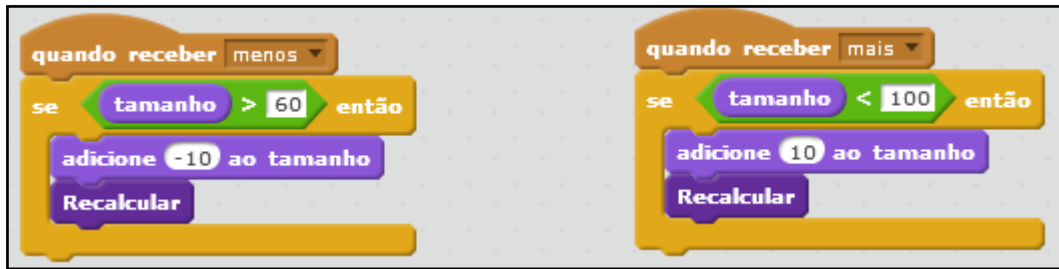 quando receber menos
se tamanho > 60 então
adicione -10 ao tamanho
Recalcular
quando receber mais
se tamanho < 100 então
adicione 10 ao tamanho
Recalcular